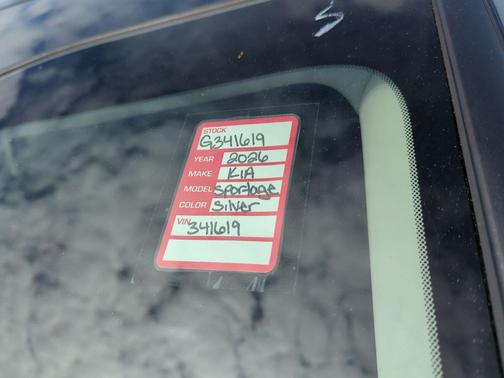 S
STOCK
G341619
YEAR 2026
MAKE KIA
MODEL Sportage
COLOR Silver
VIN 341619